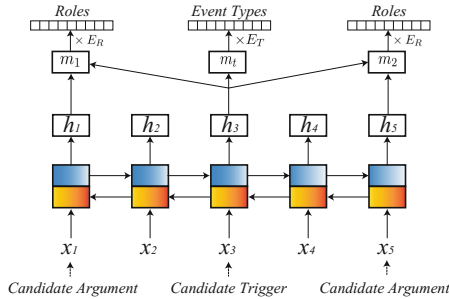 Roles Event Types Roles
× E_R × E_T × E_R
m_1 m_t m_2
h_1 h_2 h_3 h_4 h_5
x_1 x_2 x_3 x_4 x_5
Candidate Argument Candidate Trigger Candidate Argument